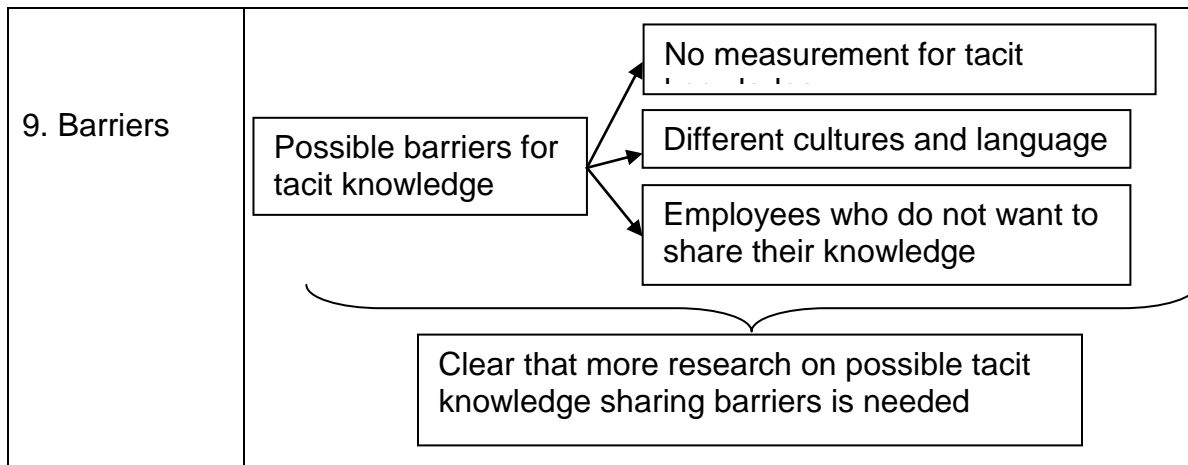 9. Barriers
Possible barriers for
tacit knowledge
No measurement for tacit
Different cultures and language
Employees who do not want to
share their knowledge
Clear that more research on possible tacit
knowledge sharing barriers is needed